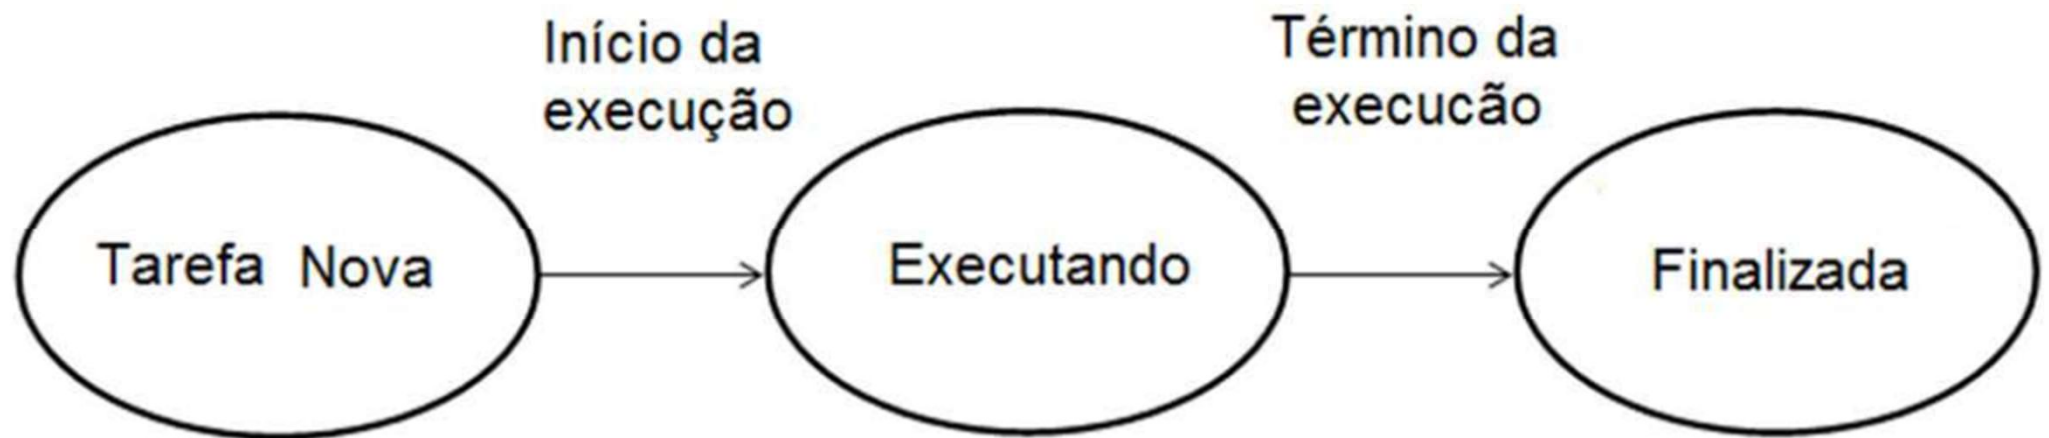 Início da
execução
Término da
execucão
Tarefa Nova
Executando
Finalizada